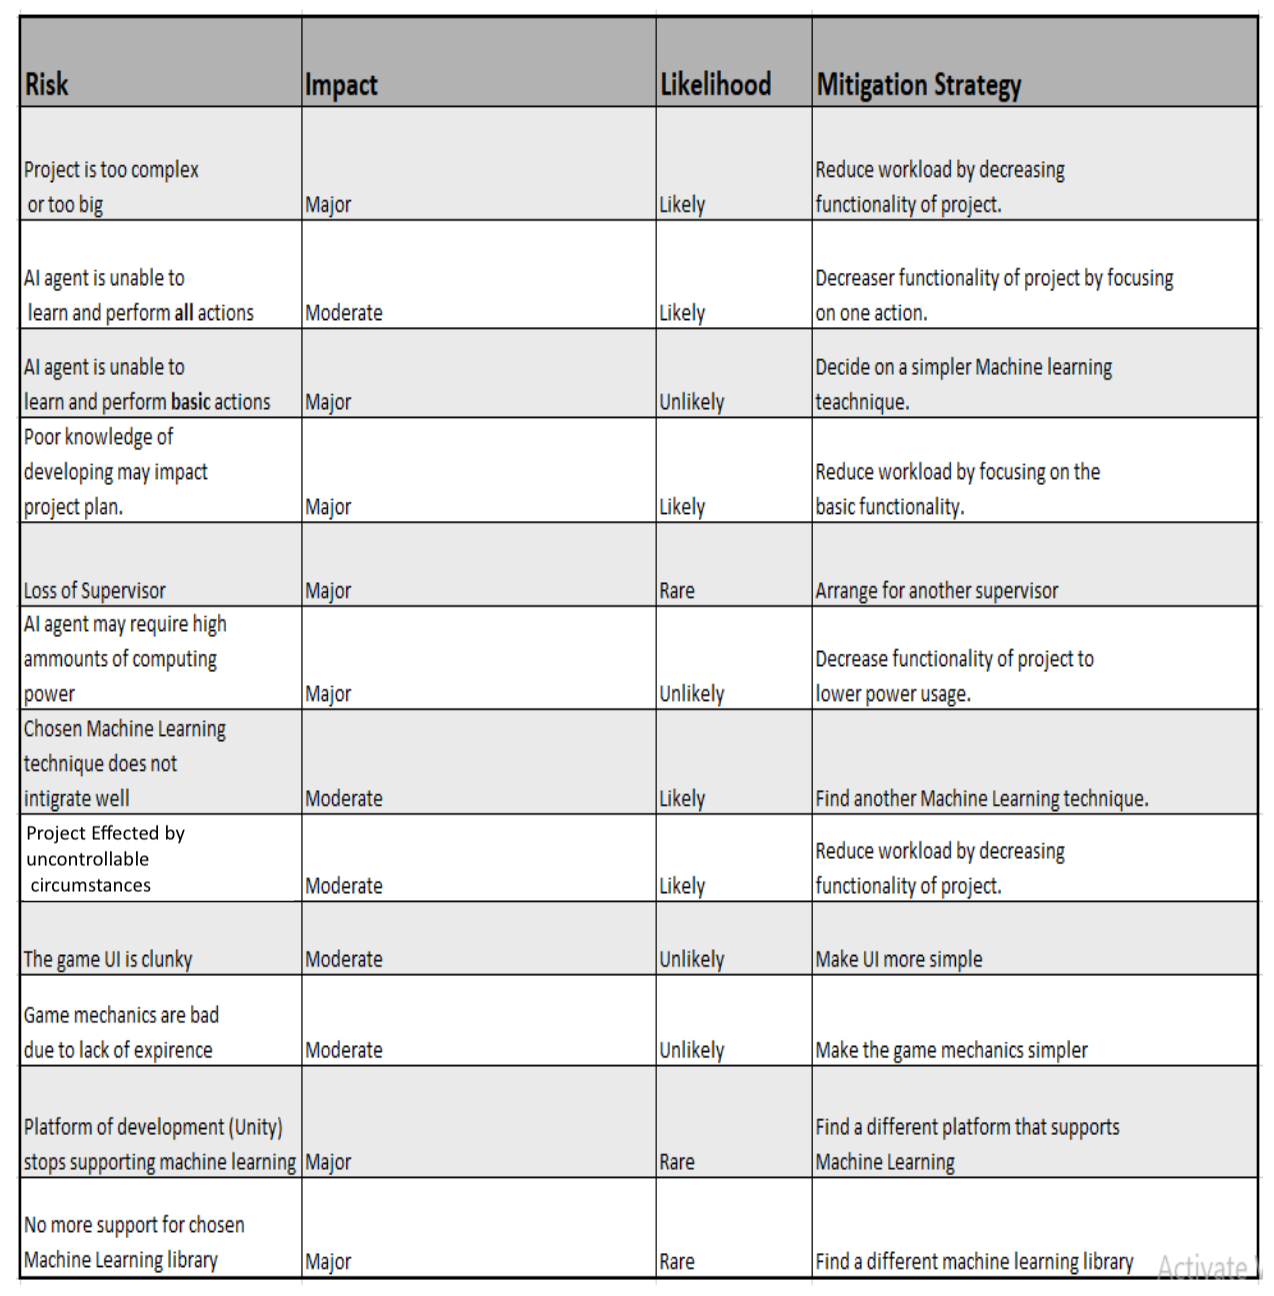 Risk Impact Likelihood Mitigation Strategy
Project is too complex
or too big
Major
Likely
Reduce workload by decreasing
functionality of project.
AI agent is unable to
learn and perform all actions
Moderate
Likely
Decreaser functionality of project by focusing
on one action.
AI agent is unable to
learn and perform basic actions
Major
Unlikely
Decide on a simpler Machine learning
teachnique.
Poor knowledge of
developing may impact
project plan.
Major
Likely
Reduce workload by focusing on the
basic functionality.
Loss of Supervisor
Major
Rare
Arrange for another supervisor
AI agent may require high
ammounts of computing
power
Major
Unlikely
Decrease functionality of project to
lower power usage.
Chosen Machine Learning
technique does not
intigrate well
Moderate
Likely
Find another Machine Learning technique.
Project Effected by
uncontrollable
circumstances
Moderate
Likely
Reduce workload by decreasing
functionality of project.
The game UI is clunky
Moderate
Unlikely
Make UI more simple
Game mechanics are bad
due to lack of expirence
Moderate
Unlikely
Make the game mechanics simpler
Platform of development (Unity)
stops supporting machine learning
Major
Rare
Find a different platform that supports
Machine Learning
No more support for chosen
Machine Learning library
Major
Rare
Find a different machine learning library
Activate